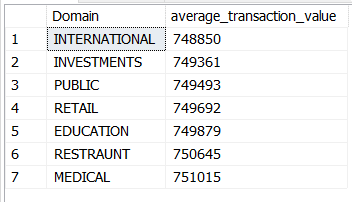 Domain average_transaction_value
1 INTERNATIONAL 748850
2 INVESTMENTS 749361
3 PUBLIC 749493
4 RETAIL 749692
5 EDUCATION 749879
6 RESTRAUNT 750645
7 MEDICAL 751015